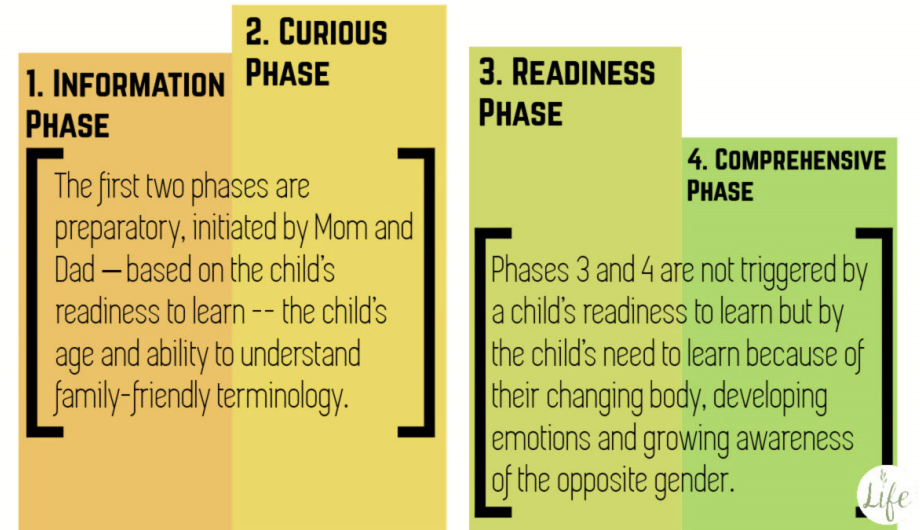 1. INFORMATION
PHASE
2. CURIOUS
PHASE
The first two phases are
preparatory, initiated by Mom and
Dad — based on the child's
readiness to learn -- the child's
age and ability to understand
family-friendly terminology.
3. READINESS
PHASE
4. COMPREHENSIVE
PHASE
Phases 3 and 4 are not triggered by
a child's readiness to learn but by
the child's need to learn because of
their changing body, developing
emotions and growing awareness
of the opposite gender.
Life